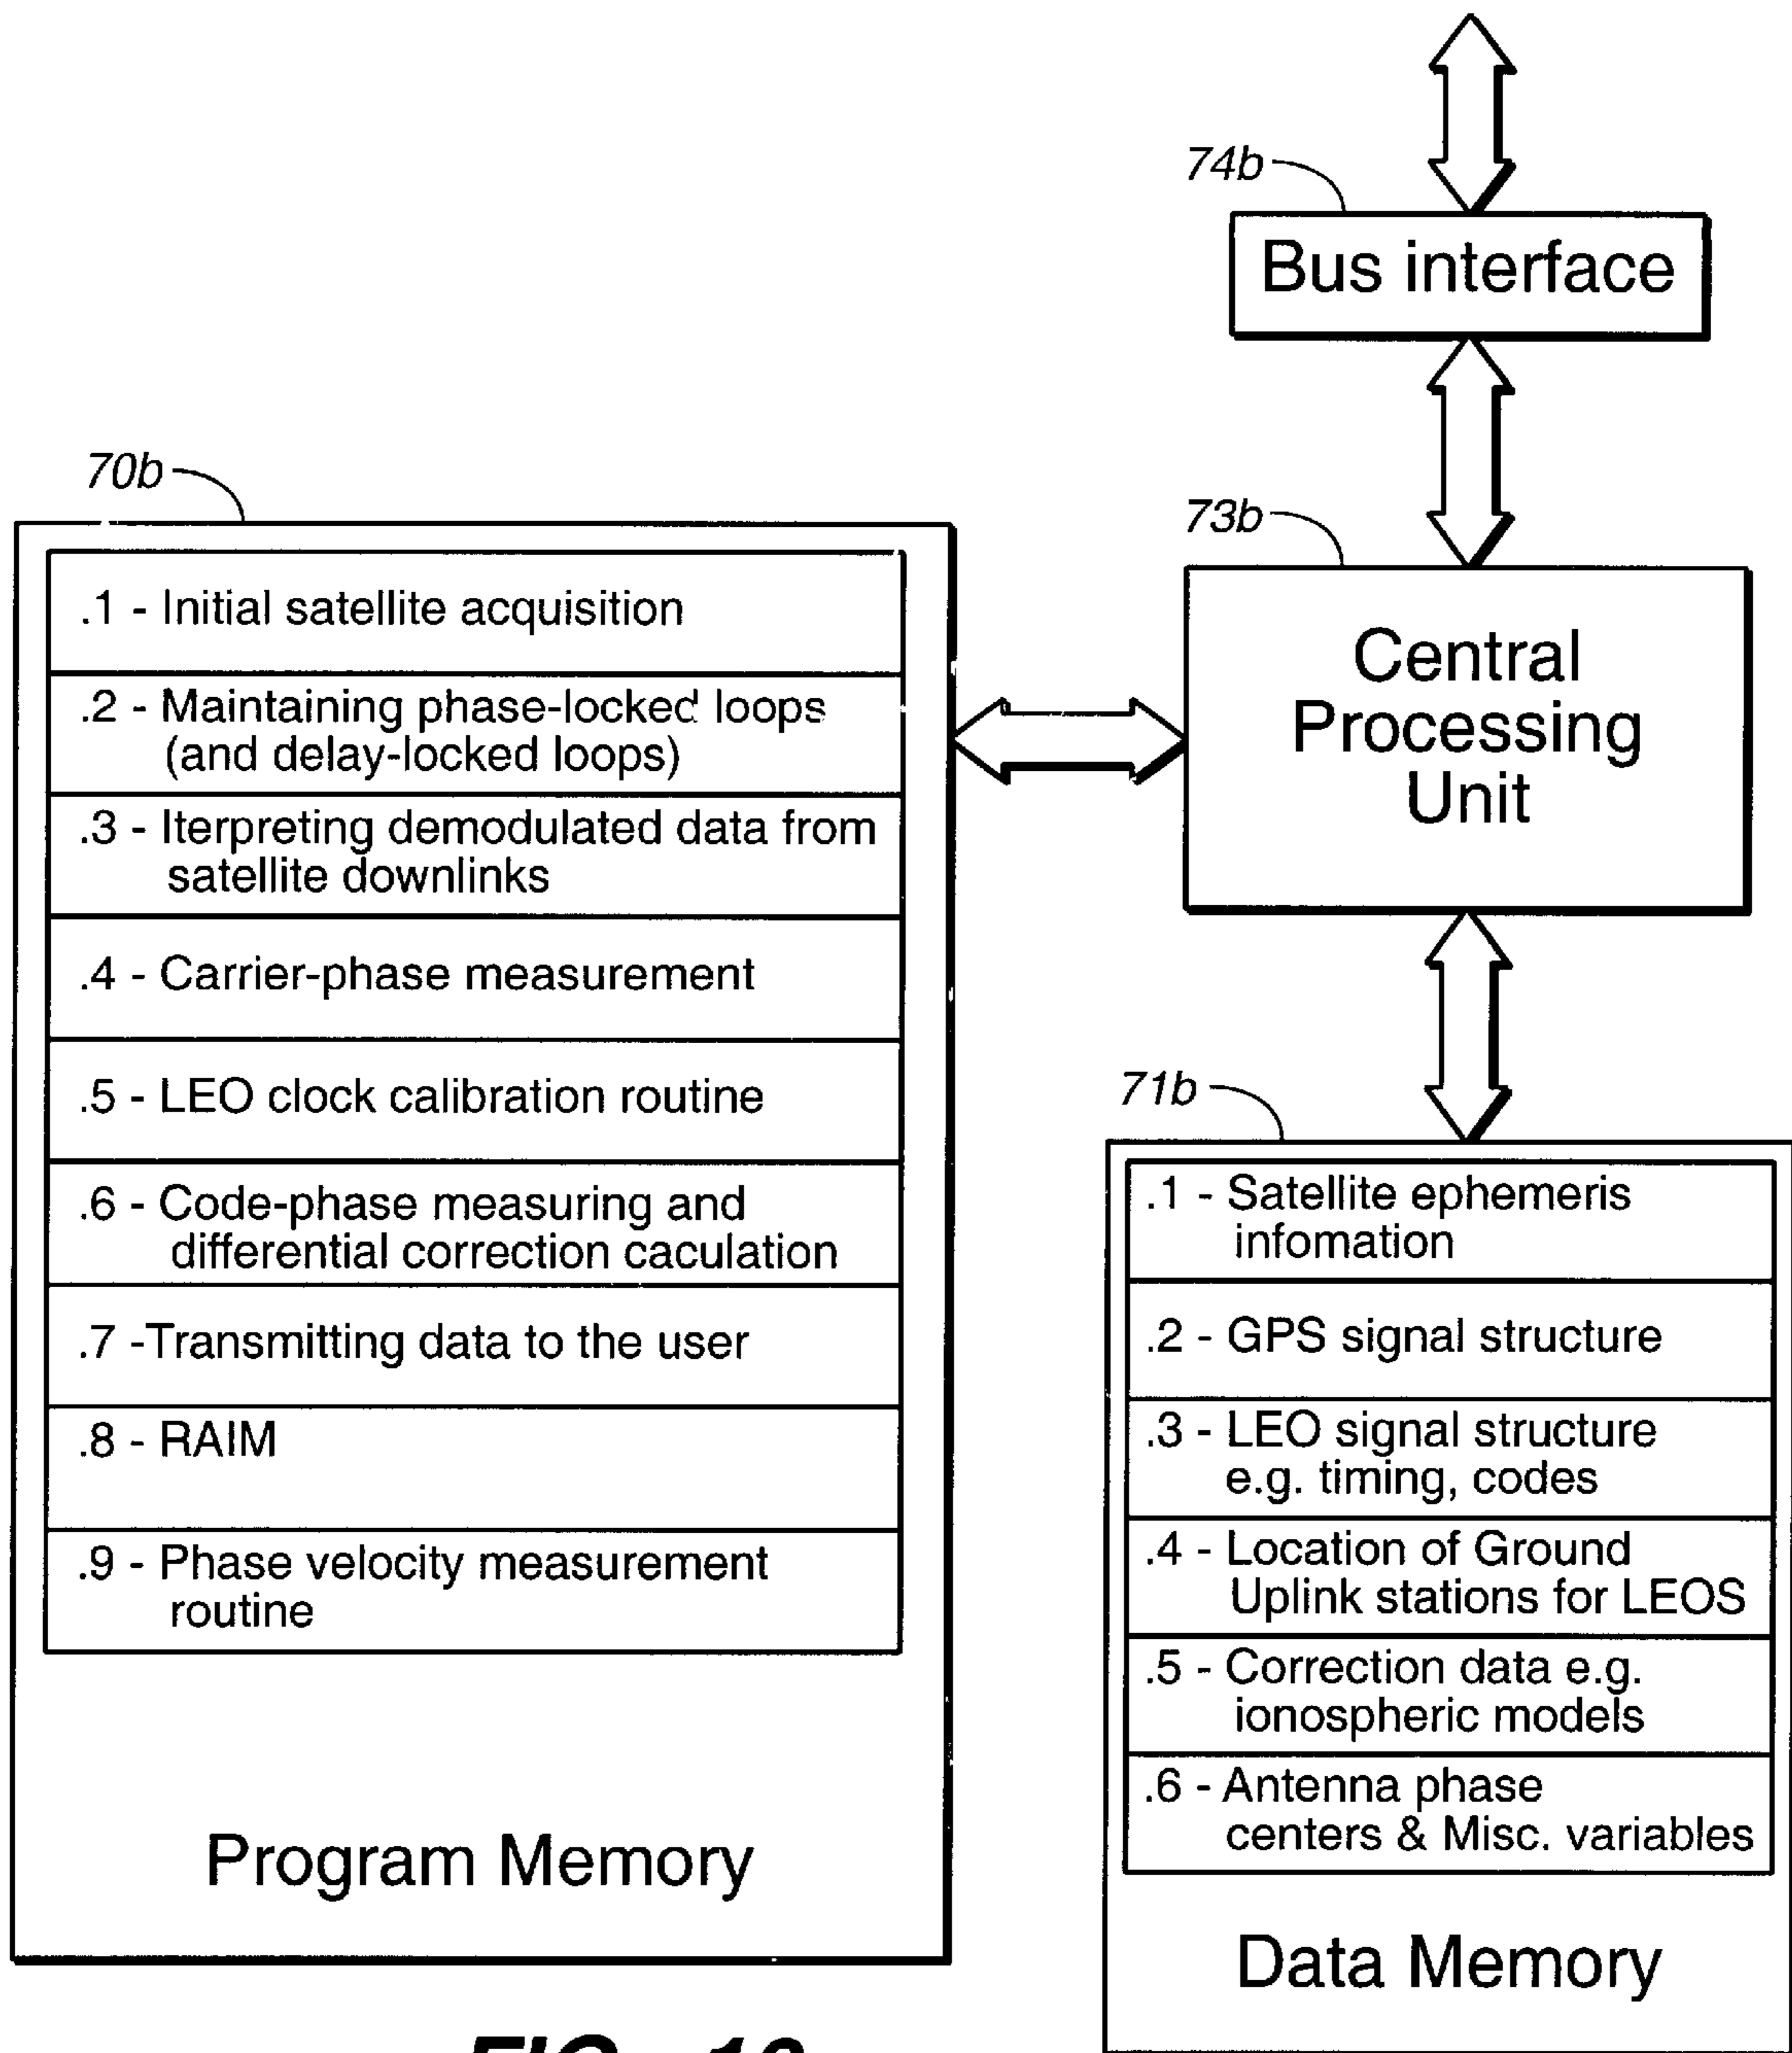 74b
Bus interface
70b
73b
.1 - Initial satellite acquisition
.2 - Maintaining phase-locked loops
(and delay-locked loops)
.3 - Iterpreting demodulated data from
satellite downlinks
.4 - Carrier-phase measurement
.5 - LEO clock calibration routine
.6 - Code-phase measuring and
differential correction caculation
.7 -Transmitting data to the user
.8 - RAIM
.9 - Phase velocity measurement
routine
Program Memory
Central
Processing
Unit
71b
.1 - Satellite ephemeris
infomation
.2 - GPS signal structure
.3 - LEO signal structure
e.g. timing, codes
.4 - Location of Ground
Uplink stations for LEOS
.5 - Correction data e.g.
ionospheric models
.6 - Antenna phase
centers & Misc. variables
Data Memory